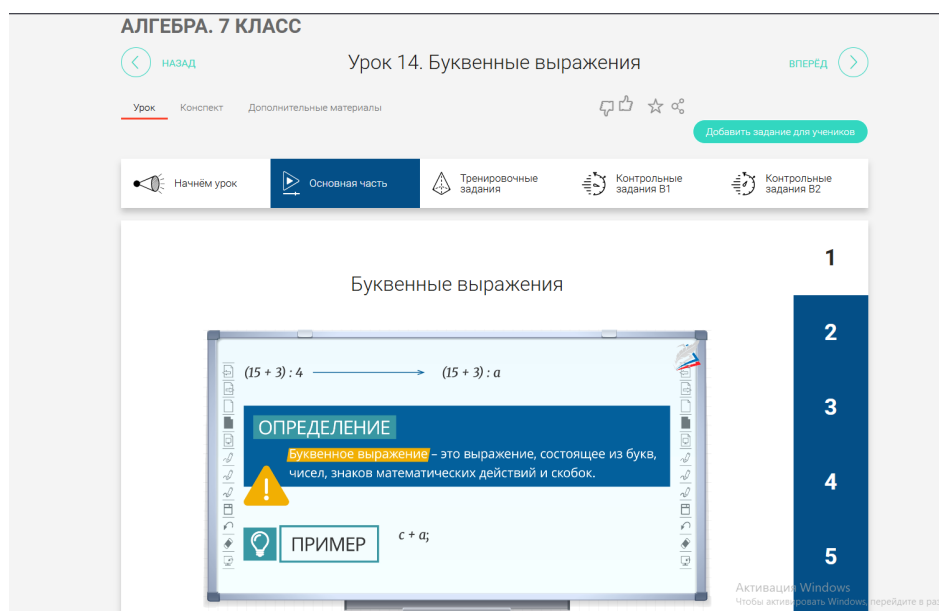 АЛГЕБРА. 7 КЛАСС
НАЗАД
Урок 14. Буквенные выражения
ВПЕРЁД
Урок
Конспект
Дополнительные материалы
Добавить задание для учеников
Начнём урок
Основная часть
Тренировочные
задания
Контрольные
задания В1
Контрольные
задания В2
1
Буквенные выражения
2
3
4
5
(15 + 3) : 4
(15 + 3) : a
ОПРЕДЕЛЕНИЕ
Буквенное выражение – это выражение, состоящее из букв,
чисел, знаков математических действий и скобок.
ПРИМЕР
c + a;
Активация Windows
Чтобы активировать Windows, перейдите в